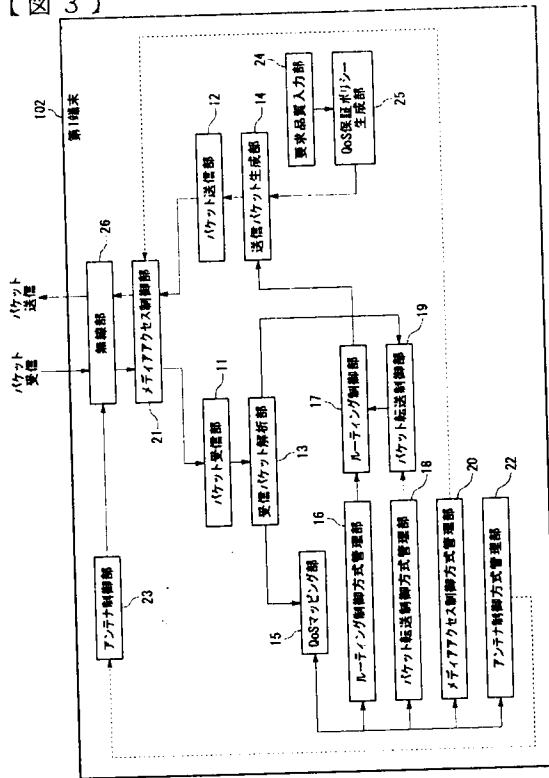 【図３】
102
第1端末
パケット受信
パケット送信
26
無線部
メディアアクセス制御部
21
アンテナ制御部
23
12
パケット送信部
11
パケット受信部
14
送信パケット生成部
13
受信パケット解析部
24
要求品質入力部
25
QoS保証ポリシー生成部
15
QoSマッピング部
16
ルーティング制御方式管理部
17
ルーティング制御部
18
パケット転送制御方式管理部
19
パケット転送制御部
20
メディアアクセス制御方式管理部
22
アンテナ制御方式管理部